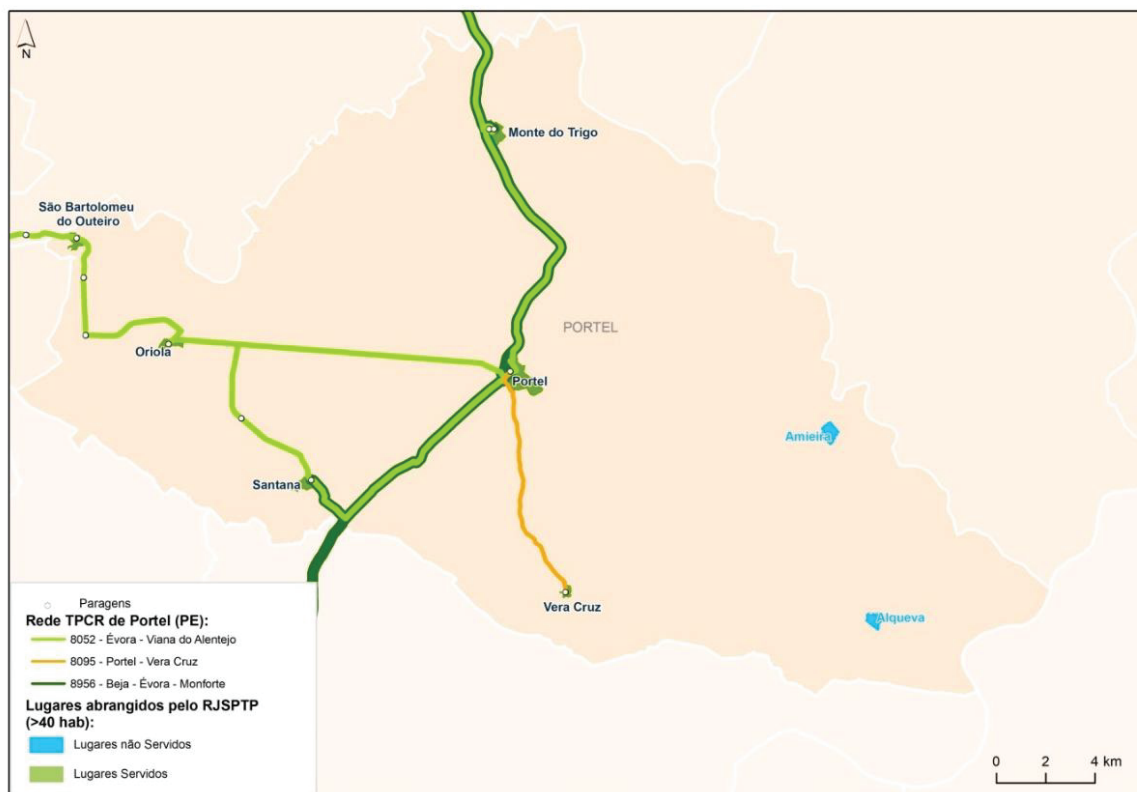 N
Monte do Trigo
São Bartolomeu
do Outeiro
PORTEL
Oriola
Portel
Amieira
Santana
Vera Cruz
Alqueva
Paragens
Rede TPCR de Portel (PE):
8052 - Évora - Viana do Alentejo
8095 - Portel - Vera Cruz
8956 - Beja - Évora - Monforte
Lugares abrangidos pelo RJSPTP
(>40 hab):
Lugares não Servidos
Lugares Servidos
0 2 4 km